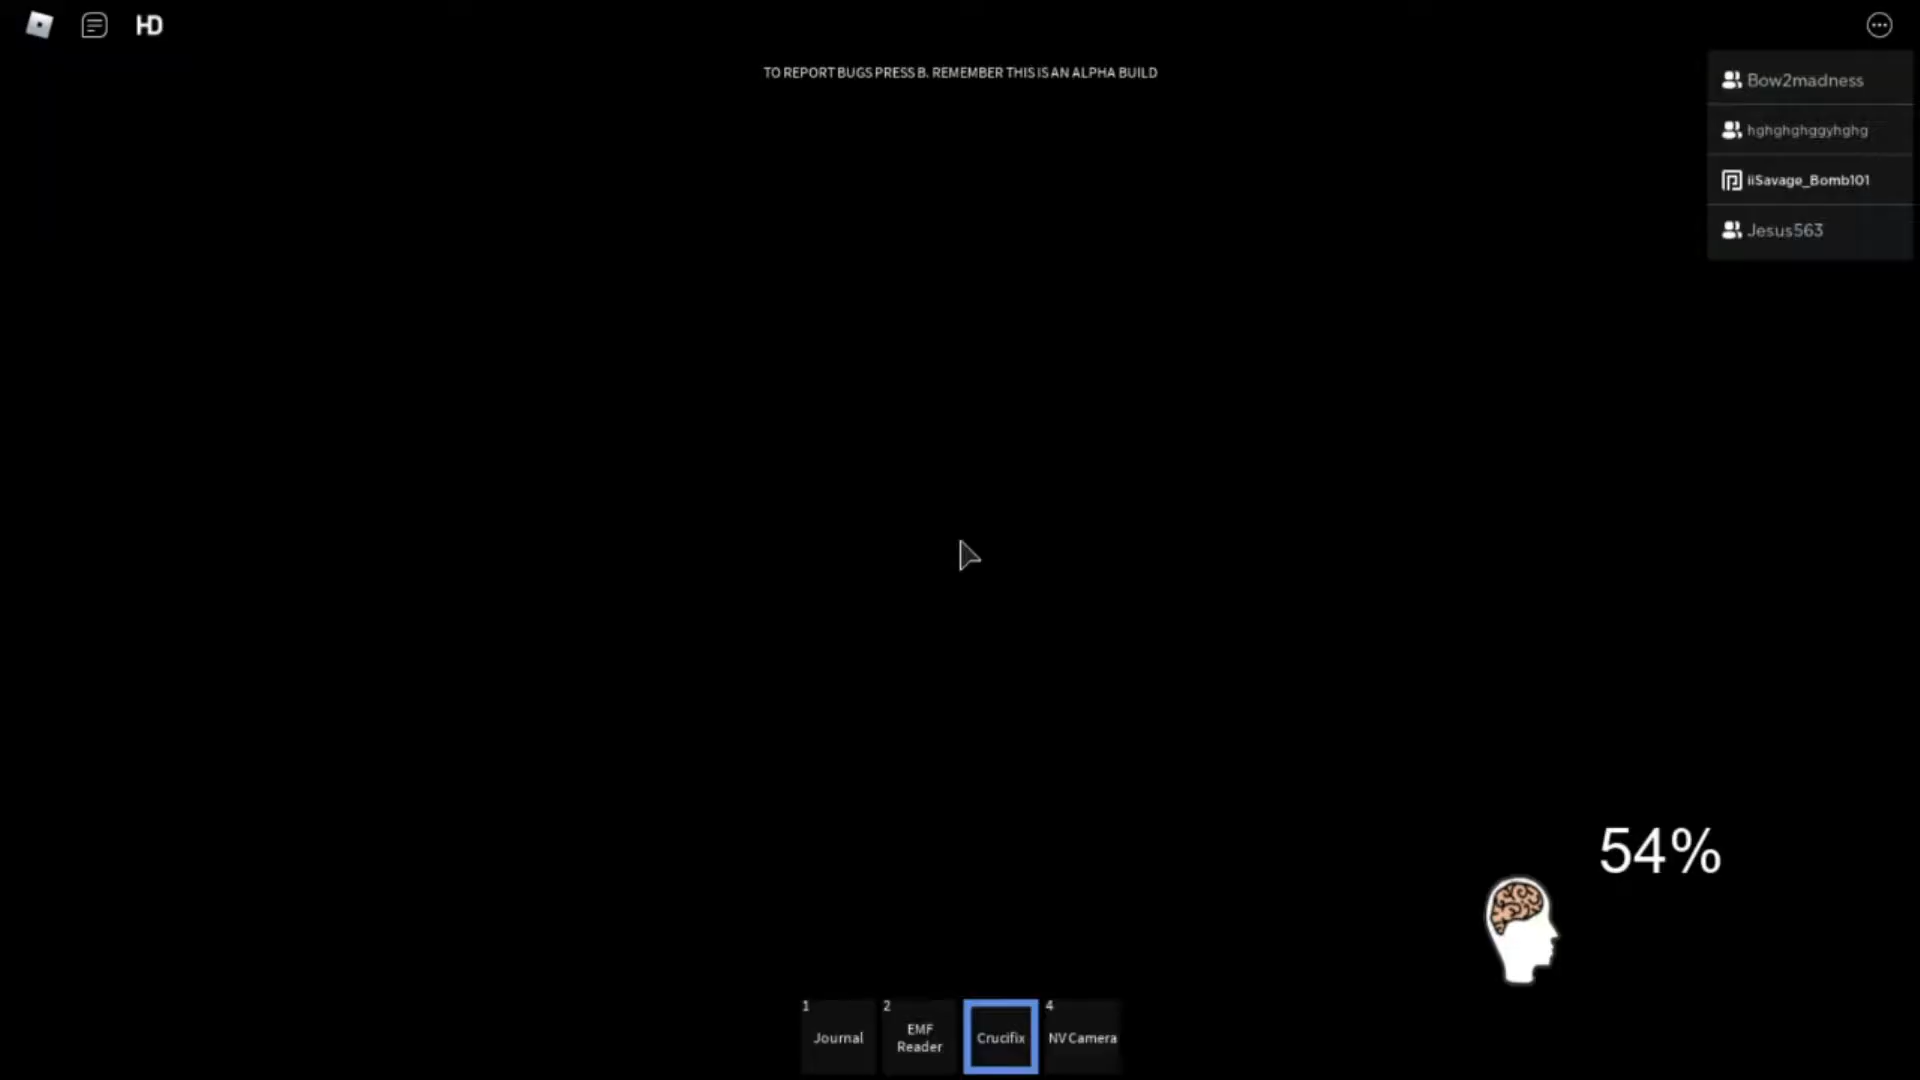 HD
TO REPORT BUGS PRESS B. REMEMBER THIS IS AN ALPHA BUILD
Bow2madness
hghghghggyhghg
iiSavage_Bomb101
Jesus563
54%
1
Journal
2
EMF
Reader
Crucifix
4
NV Camera